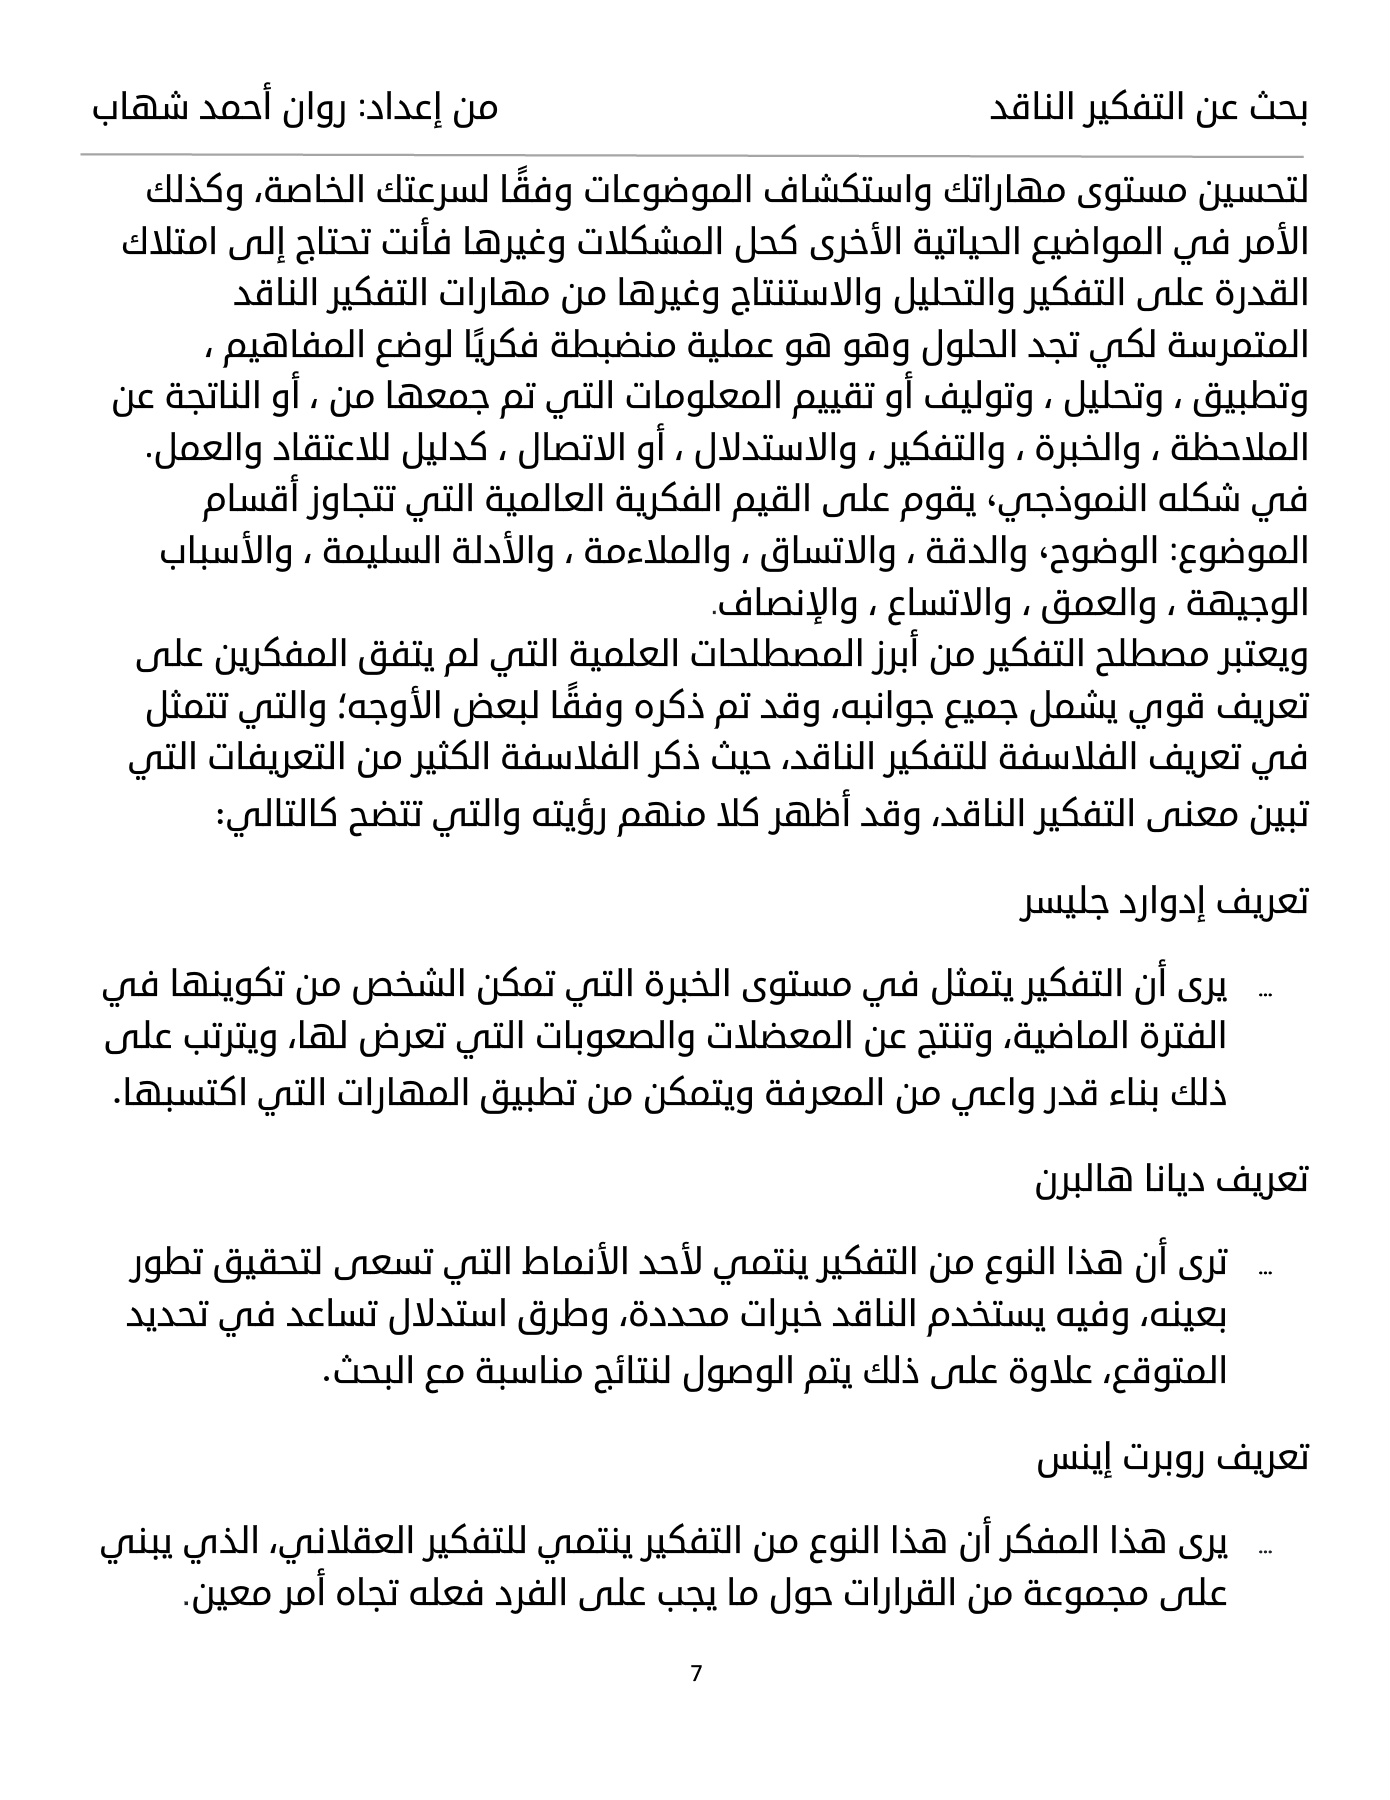 بحث عن التفكير الناقد من إعداد: روان أحمد شهاب
لتحسين مستوى مهاراتك واستكشاف الموضوعات وفقًا لسرعتك الخاصة، وكذلك
الأمر في المواضيع الحياتية الأخرى كحل المشكلات وغيرها فأنت تحتاج إلى امتلاك
القدرة على التفكير والتحليل والاستنتاج وغيرها من مهارات التفكير الناقد
المتمرسة لكي تجد الحلول وهو هو عملية منضبطة فكريًا لوضع المفاهيم ،
وتطبيق ، وتحليل ، وتوليف أو تقييم المعلومات التي تم جمعها من ، أو الناتجة عن
الملاحظة ، والخبرة ، والتفكير ، والاستدلال ، أو الاتصال ، كدليل للاعتقاد والعمل.
في شكله النموذجي، يقوم على القيم الفكرية العالمية التي تتجاوز أقسام
الموضوع: الوضوح، والدقة ، والاتساق ، والملاءمة ، والأدلة السليمة ، والأسباب
الوجيهة ، والعمق ، والاتساع ، والإنصاف.
ويعتبر مصطلح التفكير من أبرز المصطلحات العلمية التي لم يتفق المفكرين على
تعريف قوي يشمل جميع جوانبه، وقد تم ذكره وفقًا لبعض الأوجه؛ والتي تتمثل
في تعريف الفلاسفة للتفكير الناقد، حيث ذكر الفلاسفة الكثير من التعريفات التي
تبين معنى التفكير الناقد، وقد أظهر كلا منهم رؤيته والتي تتضح كالتالي:
تعريف إدوارد جليسر
... يرى أن التفكير يتمثل في مستوى الخبرة التي تمكن الشخص من تكوينها في
الفترة الماضية، وتنتج عن المعضلات والصعوبات التي تعرض لها، ويترتب على
ذلك بناء قدر واعي من المعرفة ويتمكن من تطبيق المهارات التي اكتسبها.
تعريف ديانا هالبرن
... ترى أن هذا النوع من التفكير ينتمي لأحد الأنماط التي تسعى لتحقيق تطور
بعينه، وفيه يستخدم الناقد خبرات محددة، وطرق استدلال تساعد في تحديد
المتوقع، علاوة على ذلك يتم الوصول لنتائج مناسبة مع البحث.
تعريف روبرت إينس
... يرى هذا المفكر أن هذا النوع من التفكير ينتمي للتفكير العقلاني، الذي يبني
على مجموعة من القرارات حول ما يجب على الفرد فعله تجاه أمر معين.
7